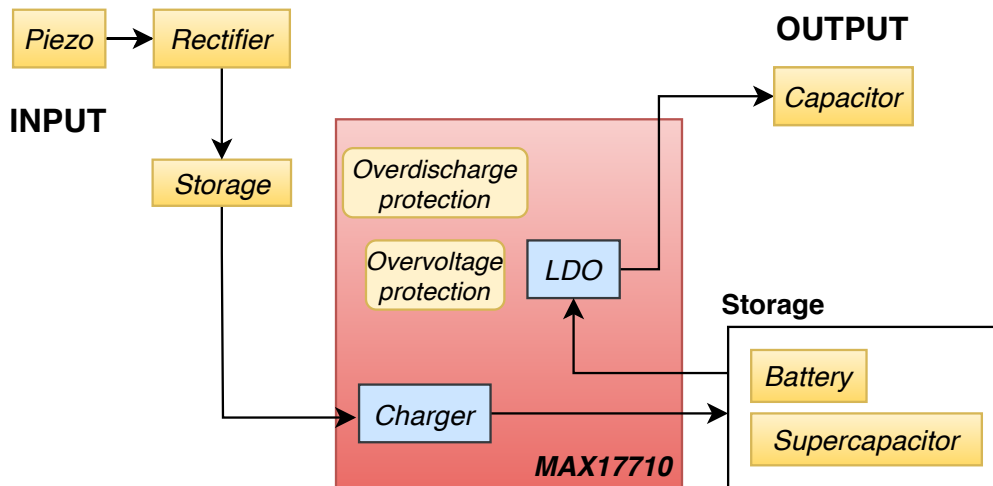 Piezo
Rectifier
OUTPUT
Capacitor
INPUT
Storage
Overdischarge
protection
Overvoltage
protection
LDO
Storage
Battery
Charger
Supercapacitor
MAX17710